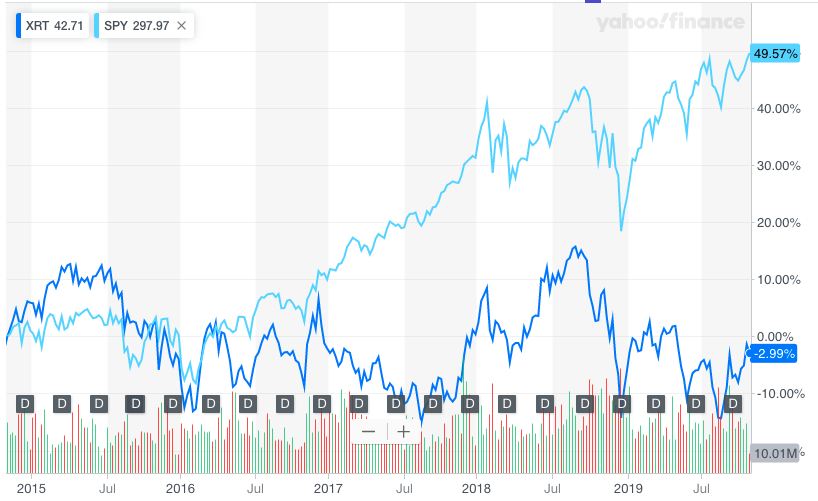 XRT 42.71 SPY 297.97 ×
yahoo!finance
49.57%
40.00%
30.00%
20.00%
10.00%
0.00%
-2.99%
-10.00%
D D D D D D D D D D D D D D D D D D D D
− +
10.01M %
2015 Jul 2016 Jul 2017 Jul 2018 Jul 2019 Jul